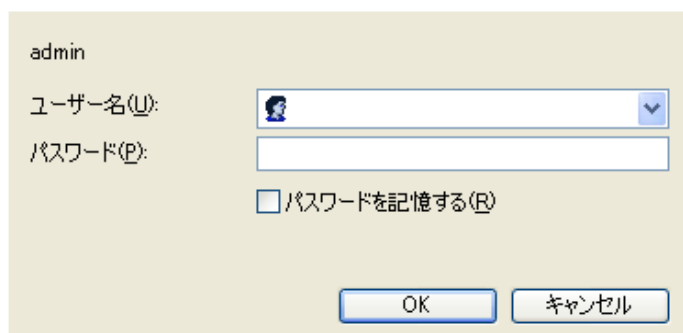 admin
ユーザー名(U):
パスワード(P):
パスワードを記憶する(R)
OK キャンセル